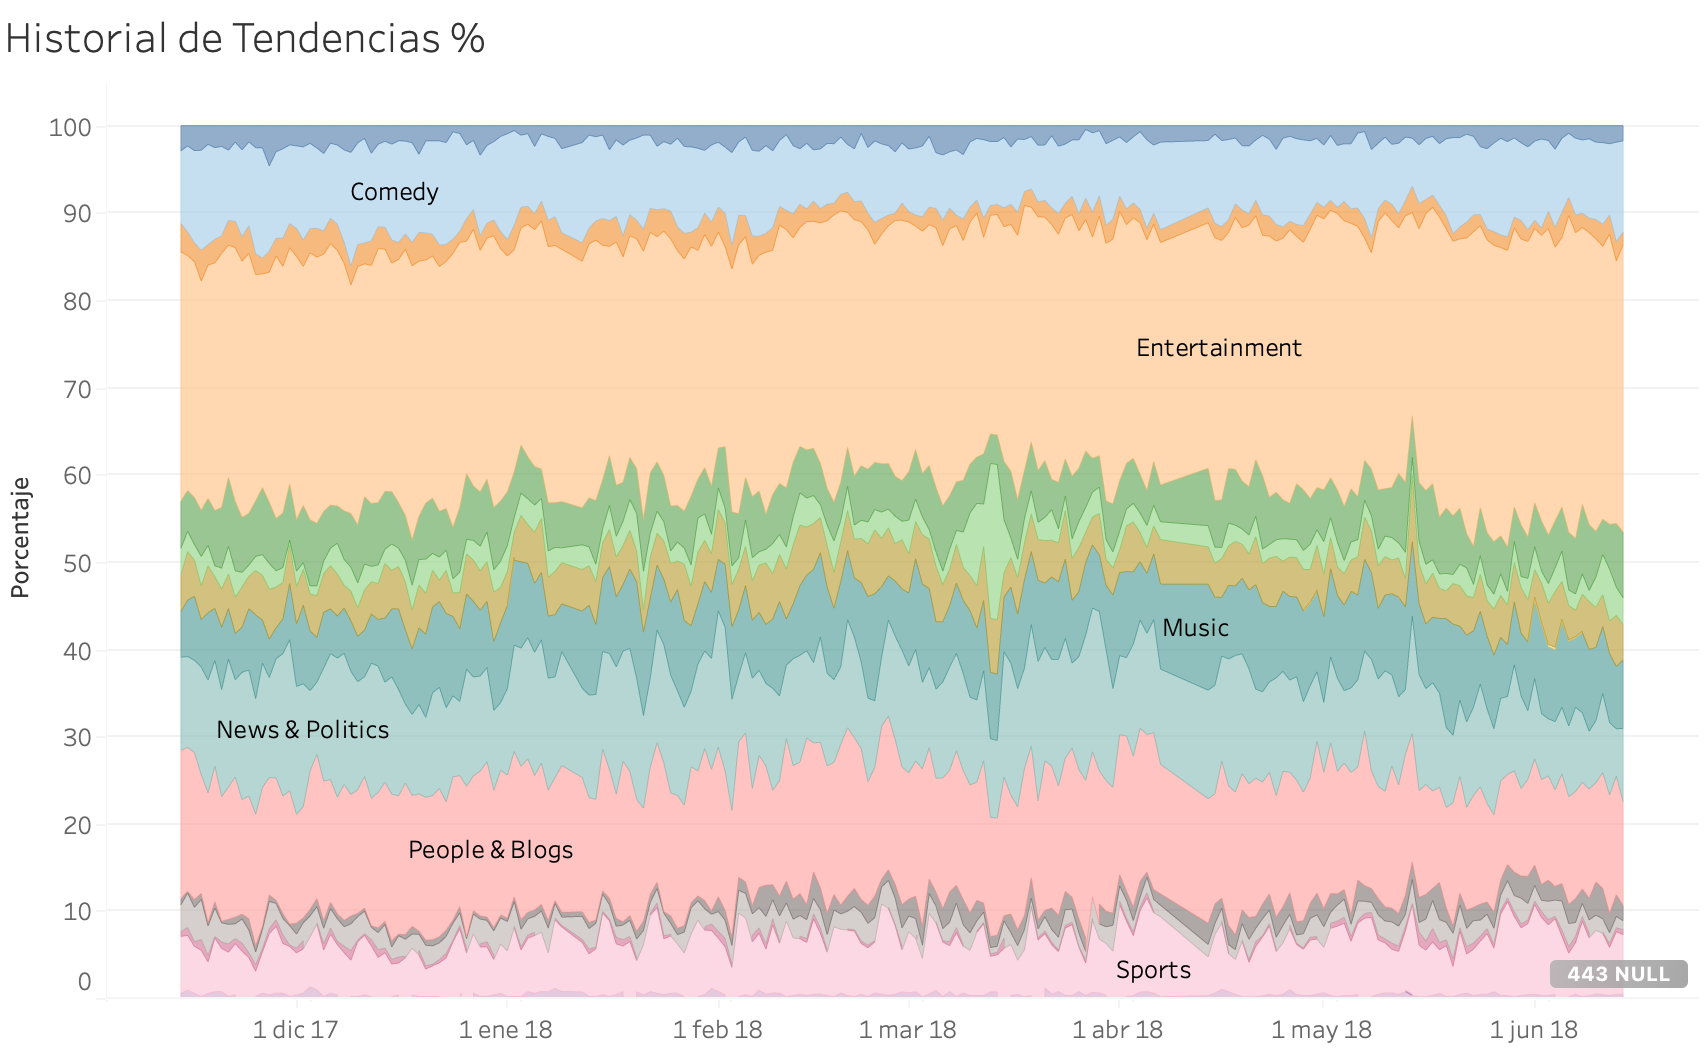 Historial de Tendencias %
Porcentaje
100
90
80
70
60
50
40
30
20
10
0
Comedy
Entertainment
Music
News & Politics
People & Blogs
Sports
443 NULL
1 dic 17
1 ene 18
1 feb 18
1 mar 18
1 abr 18
1 may 18
1 jun 18